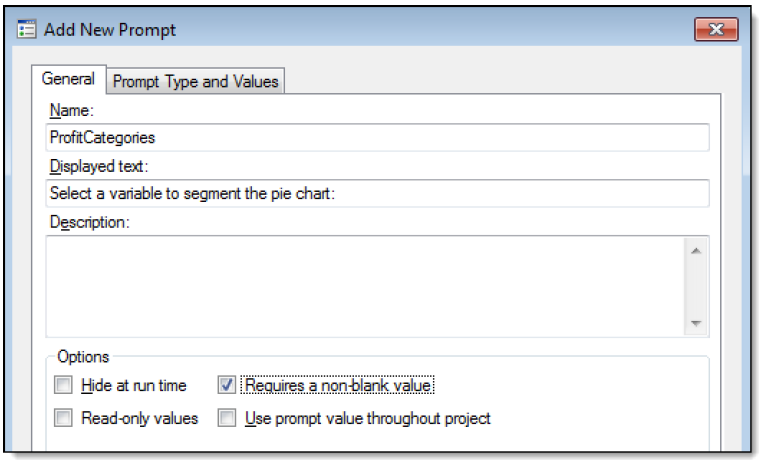 Add New Prompt
General Prompt Type and Values
Name:
ProfitCategories
Displayed text:
Select a variable to segment the pie chart:
Description:
Options
Hide at run time Requires a non-blank value
Read-only values Use prompt value throughout project